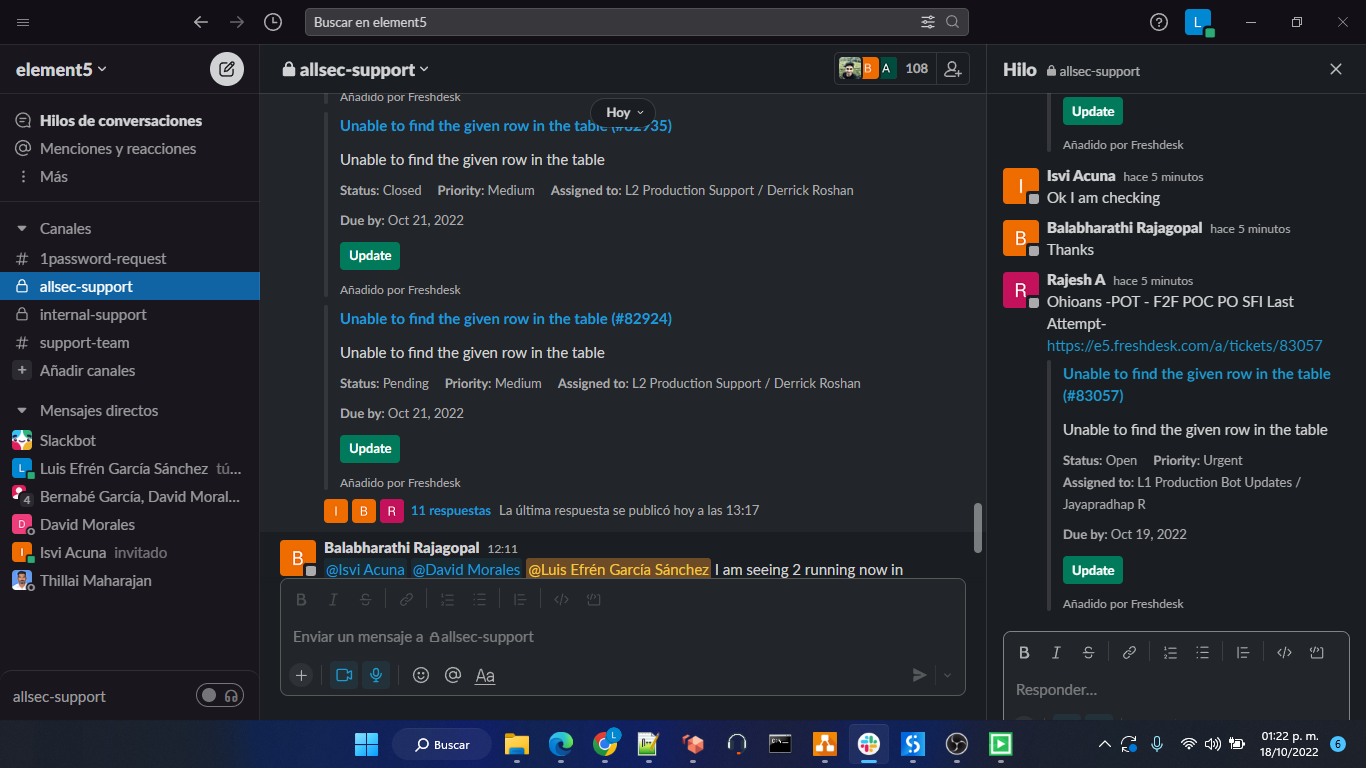 Buscar en element5
L
element5
Hilos de conversaciones
Menciones y reacciones
Más
Canales
1password-request
allsec-support
internal-support
support-team
Añadir canales
Mensajes directos
Slackbot
L Luis Efrén García Sánchez tú...
4 Bernabé García, David Moral...
D David Morales
I Isvi Acuna invitado
Thillai Maharajan
allsec-support
allsec-support
B A 108
Añadido por Freshdesk
Hoy
Unable to find the given row in the table (#82935)
Unable to find the given row in the table
Status: Closed Priority: Medium Assigned to: L2 Production Support / Derrick Roshan
Due by: Oct 21, 2022
Update
Añadido por Freshdesk
Unable to find the given row in the table (#82924)
Unable to find the given row in the table
Status: Pending Priority: Medium Assigned to: L2 Production Support / Derrick Roshan
Due by: Oct 21, 2022
Update
Añadido por Freshdesk
I B R 11 respuestas La última respuesta se publicó hoy a las 13:17
B Balabharathi Rajagopal 12:11
@Isvi Acuna @David Morales @Luis Efrén García Sánchez I am seeing 2 running now in
B I S
Enviar un mensaje a allsec-support
Aa
Hilo allsec-support
Update
Añadido por Freshdesk
I Isvi Acuna hace 5 minutos
Ok I am checking
B Balabharathi Rajagopal hace 5 minutos
Thanks
R Rajesh A hace 5 minutos
Ohioans -POT - F2F POC PO SFI Last
Attempt-
https://e5.freshdesk.com/a/tickets/83057
Unable to find the given row in the table
(#83057)
Unable to find the given row in the table
Status: Open Priority: Urgent
Assigned to: L1 Production Bot Updates /
Jayapradhap R
Due by: Oct 19, 2022
Update
Añadido por Freshdesk
B I S
Responder...
Buscar
L
01:22 p. m.
18/10/2022
6